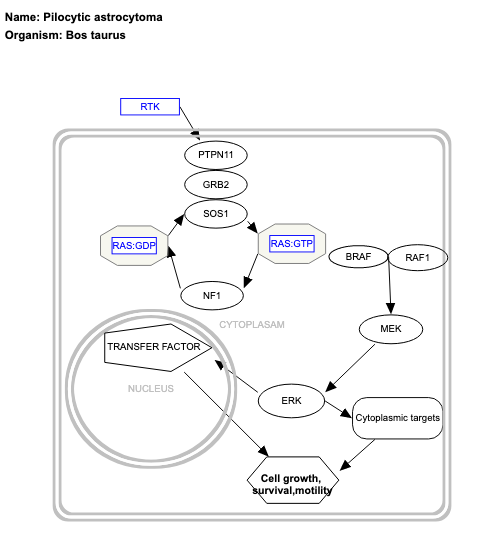 Name: Pilocytic astrocytoma
Organism: Bos taurus
RTK
PTPN11
GRB2
SOS1
RAS:GDP
RAS:GTP
BRAF
RAF1
NF1
CYTOPLASAM
MEK
TRANSFER FACTOR
NUCLEUS
ERK
Cytoplasmic targets
Cell growth,
survival,motility